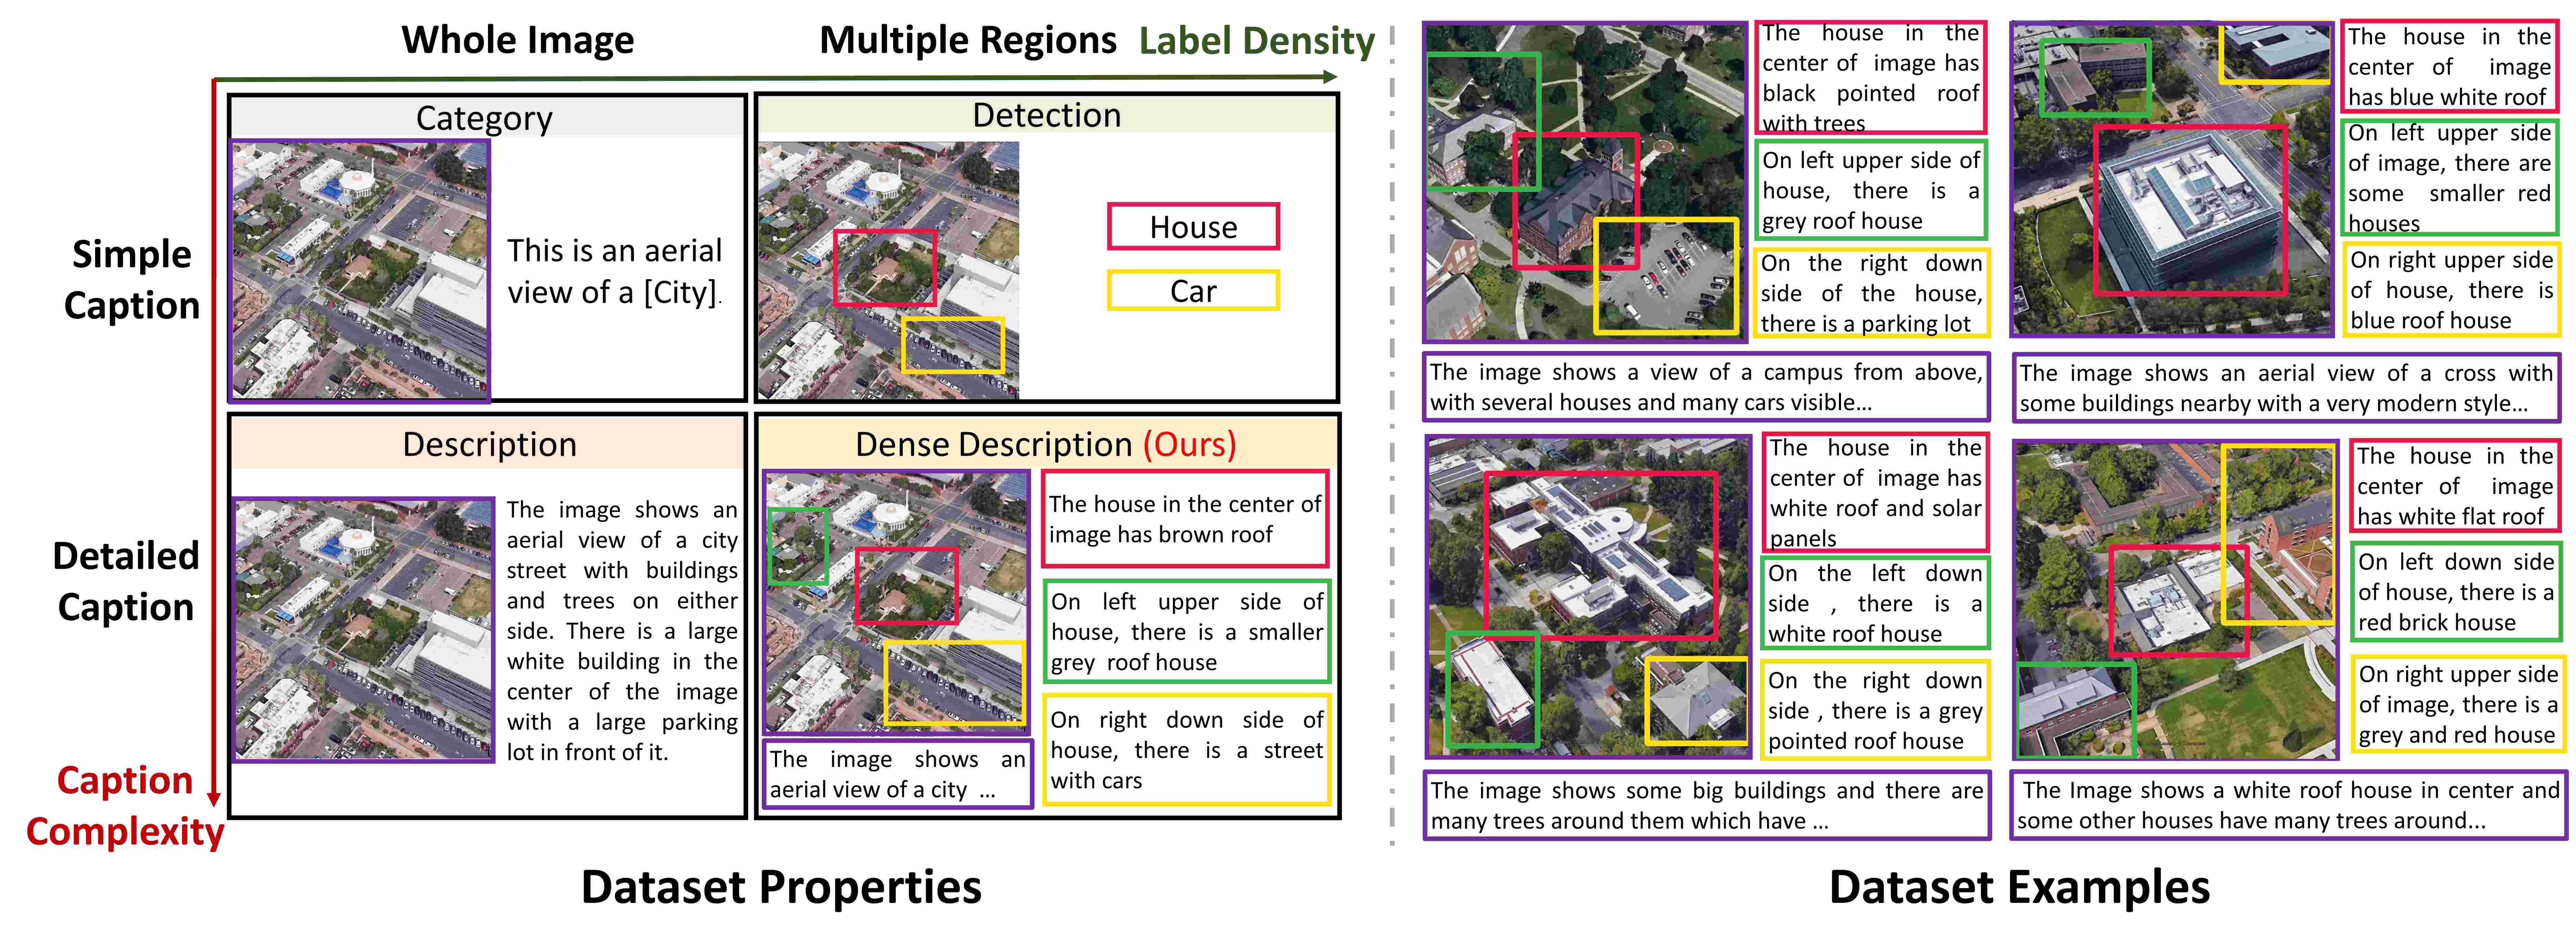 Whole Image
Multiple Regions
Label Density
Simple
Caption
Detailed
Caption
Caption
Complexity
Category
This is an aerial
view of a [City].
Detection
House
Car
Description
The image shows an
aerial view of a city
street with buildings
and trees on either
side. There is a large
white building in the
center of the image
with a large parking
lot in front of it.
Dense Description (Ours)
The house in the center of
image has brown roof
On left upper side of
house, there is a smaller
grey roof house
On right down side of
house, there is a street
with cars
The image shows an
aerial view of a city ...
Dataset Properties
The house in the
center of image has
black pointed roof
with trees
On left upper side of
house, there is a
grey roof house
On the right down
side of the house,
there is a parking lot
The image shows a view of a campus from above,
with several houses and many cars visible...
The house in the
center of image
has blue white roof
On left upper side
of image, there are
some smaller red
houses
On right upper side
of house, there is
blue roof house
The image shows an aerial view of a cross with
some buildings nearby with a very modern style...
The house in the
center of image has
white roof and solar
panels
On the left down
side , there is a
white roof house
On the right down
side , there is a grey
pointed roof house
The image shows some big buildings and there are
many trees around them which have ...
The house in the
center of image
has white flat roof
On left down side
of house, there is a
red brick house
On right upper side
of image, there is a
grey and red house
The Image shows a white roof house in center and
some other houses have many trees around...
Dataset Examples